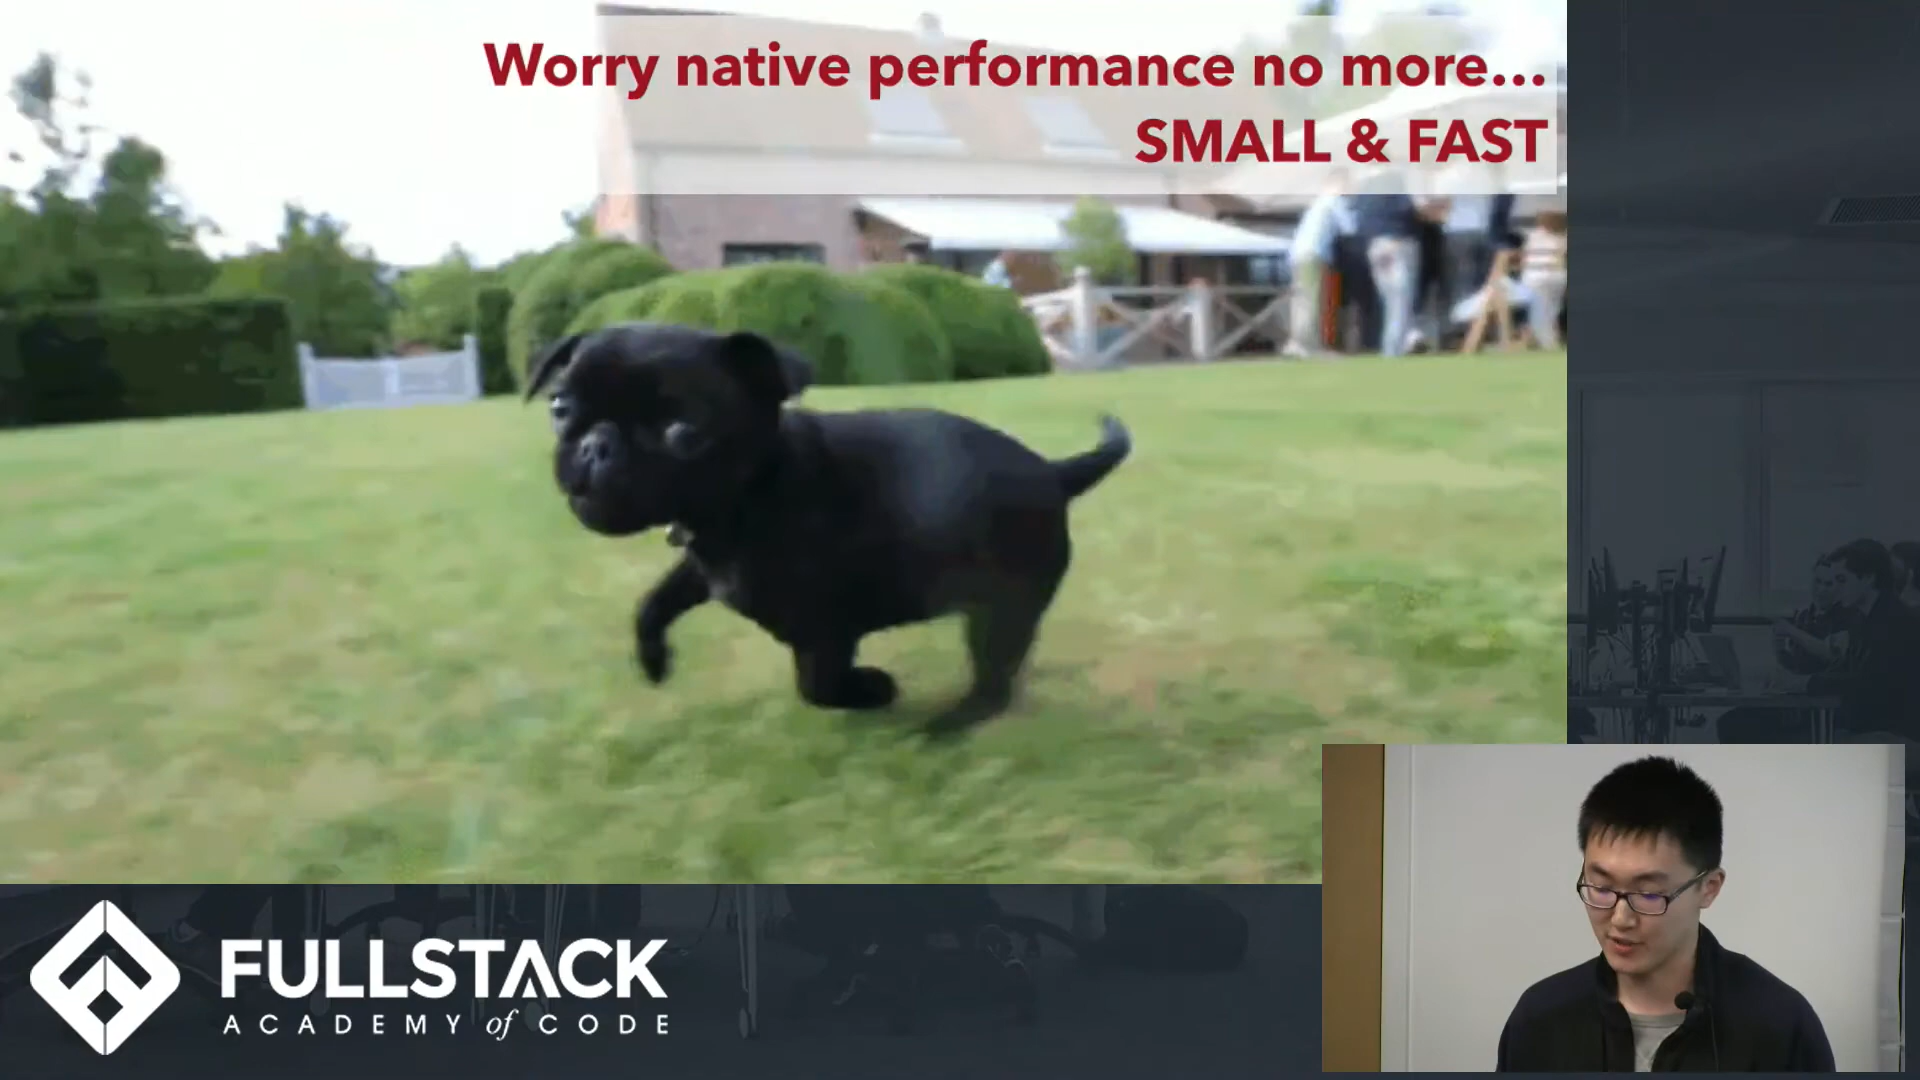 Worry native performance no more...
SMALL & FAST
FULLSTACK
ACADEMY of CODE